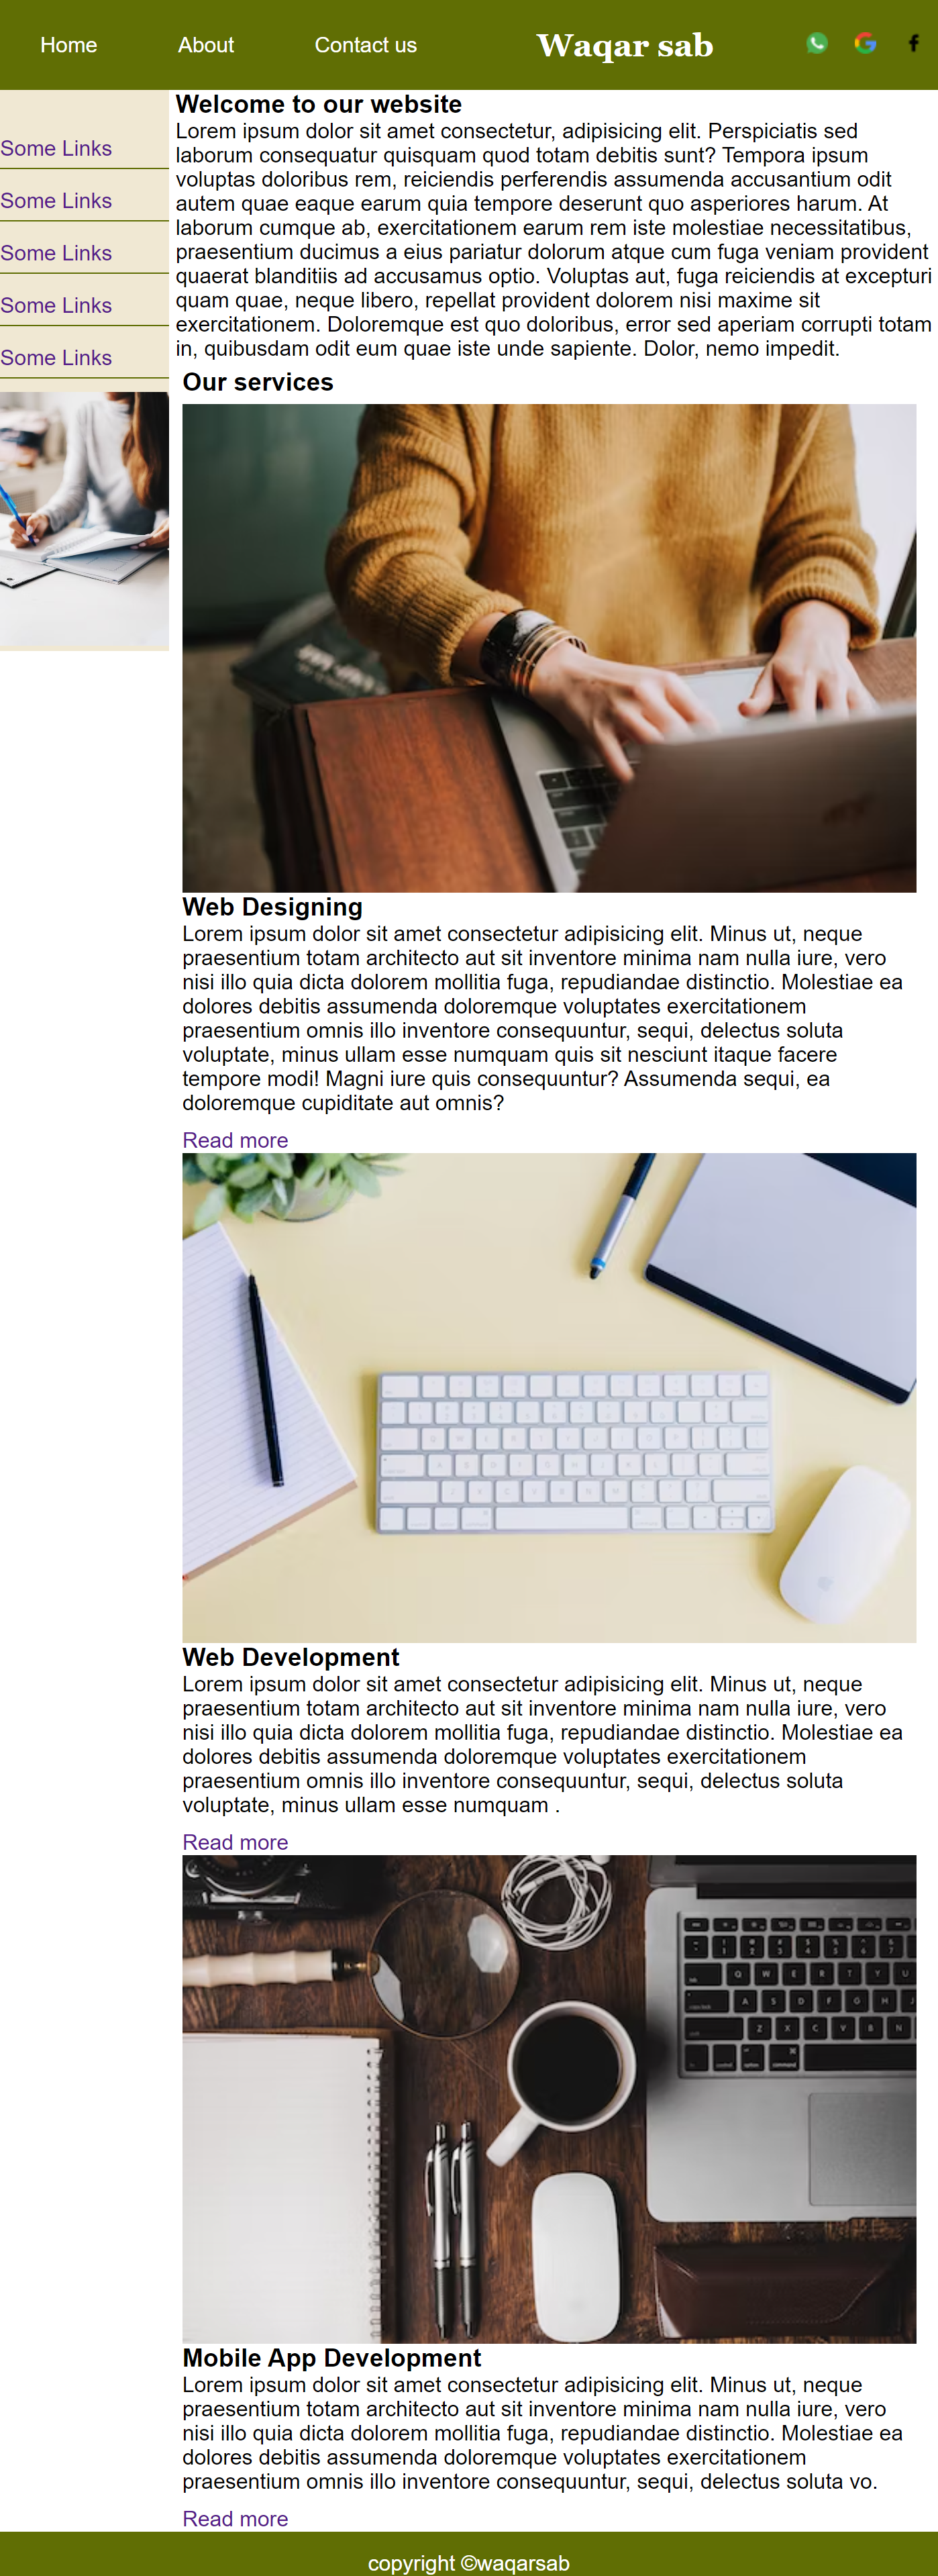 Home About Contact us Waqar sab
Some Links
Some Links
Some Links
Some Links
Some Links
Welcome to our website
Lorem ipsum dolor sit amet consectetur, adipisicing elit. Perspiciatis sed
laborum consequatur quisquam quod totam debitis sunt? Tempora ipsum
voluptas doloribus rem, reiciendis perferendis assumenda accusantium odit
autem quae eaque earum quia tempore deserunt quo asperiores harum. At
laborum cumque ab, exercitationem earum rem iste molestiae necessitatibus,
praesentium ducimus a eius pariatur dolorum atque cum fuga veniam provident
quaerat blanditiis ad accusamus optio. Voluptas aut, fuga reiciendis at excepturi
quam quae, neque libero, repellat provident dolorem nisi maxime sit
exercitationem. Doloremque est quo doloribus, error sed aperiam corrupti totam
in, quibusdam odit eum quae iste unde sapiente. Dolor, nemo impedit.
Our services
Web Designing
Lorem ipsum dolor sit amet consectetur adipisicing elit. Minus ut, neque
praesentium totam architecto aut sit inventore minima nam nulla iure, vero
nisi illo quia dicta dolorem mollitia fuga, repudiandae distinctio. Molestiae ea
dolores debitis assumenda doloremque voluptates exercitationem
praesentium omnis illo inventore consequuntur, sequi, delectus soluta
voluptate, minus ullam esse numquam quis sit nesciunt itaque facere
tempore modi! Magni iure quis consequuntur? Assumenda sequi, ea
doloremque cupiditate aut omnis?
Read more
Web Development
Lorem ipsum dolor sit amet consectetur adipisicing elit. Minus ut, neque
praesentium totam architecto aut sit inventore minima nam nulla iure, vero
nisi illo quia dicta dolorem mollitia fuga, repudiandae distinctio. Molestiae ea
dolores debitis assumenda doloremque voluptates exercitationem
praesentium omnis illo inventore consequuntur, sequi, delectus soluta
voluptate, minus ullam esse numquam .
Read more
Mobile App Development
Lorem ipsum dolor sit amet consectetur adipisicing elit. Minus ut, neque
praesentium totam architecto aut sit inventore minima nam nulla iure, vero
nisi illo quia dicta dolorem mollitia fuga, repudiandae distinctio. Molestiae ea
dolores debitis assumenda doloremque voluptates exercitationem
praesentium omnis illo inventore consequuntur, sequi, delectus soluta vo.
Read more
copyright ©waqarsab